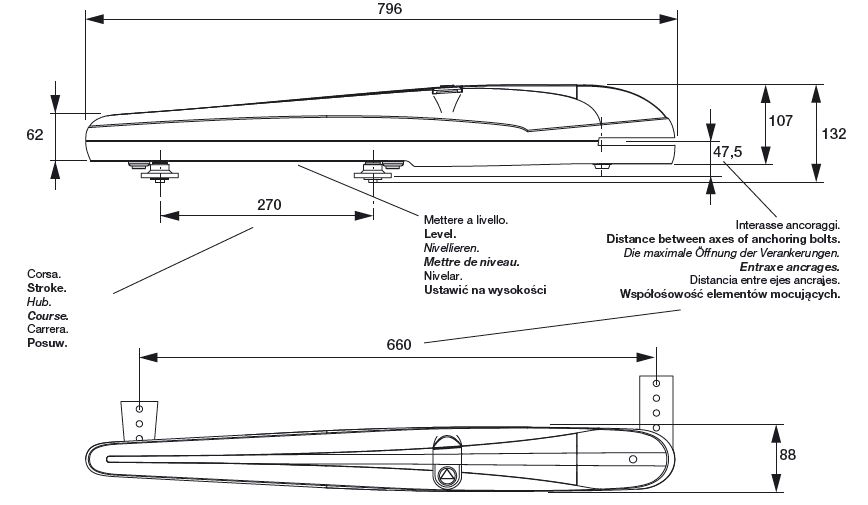 796
62
107
132
47,5
270
Mettere a livello.
Level.
Nivellieren.
Mettre de niveau.
Nivelar.
Ustawić na wysokości
Interasse ancoraggi.
Distance between axes of anchoring bolts.
Die maximale Öffnung der Verankerungen.
Entraxe ancrages.
Distancia entre ejes ancrajes.
Współosowość elementów mocujących.
Corsa.
Stroke.
Hub.
Course.
Carrera.
Posuw.
660
88